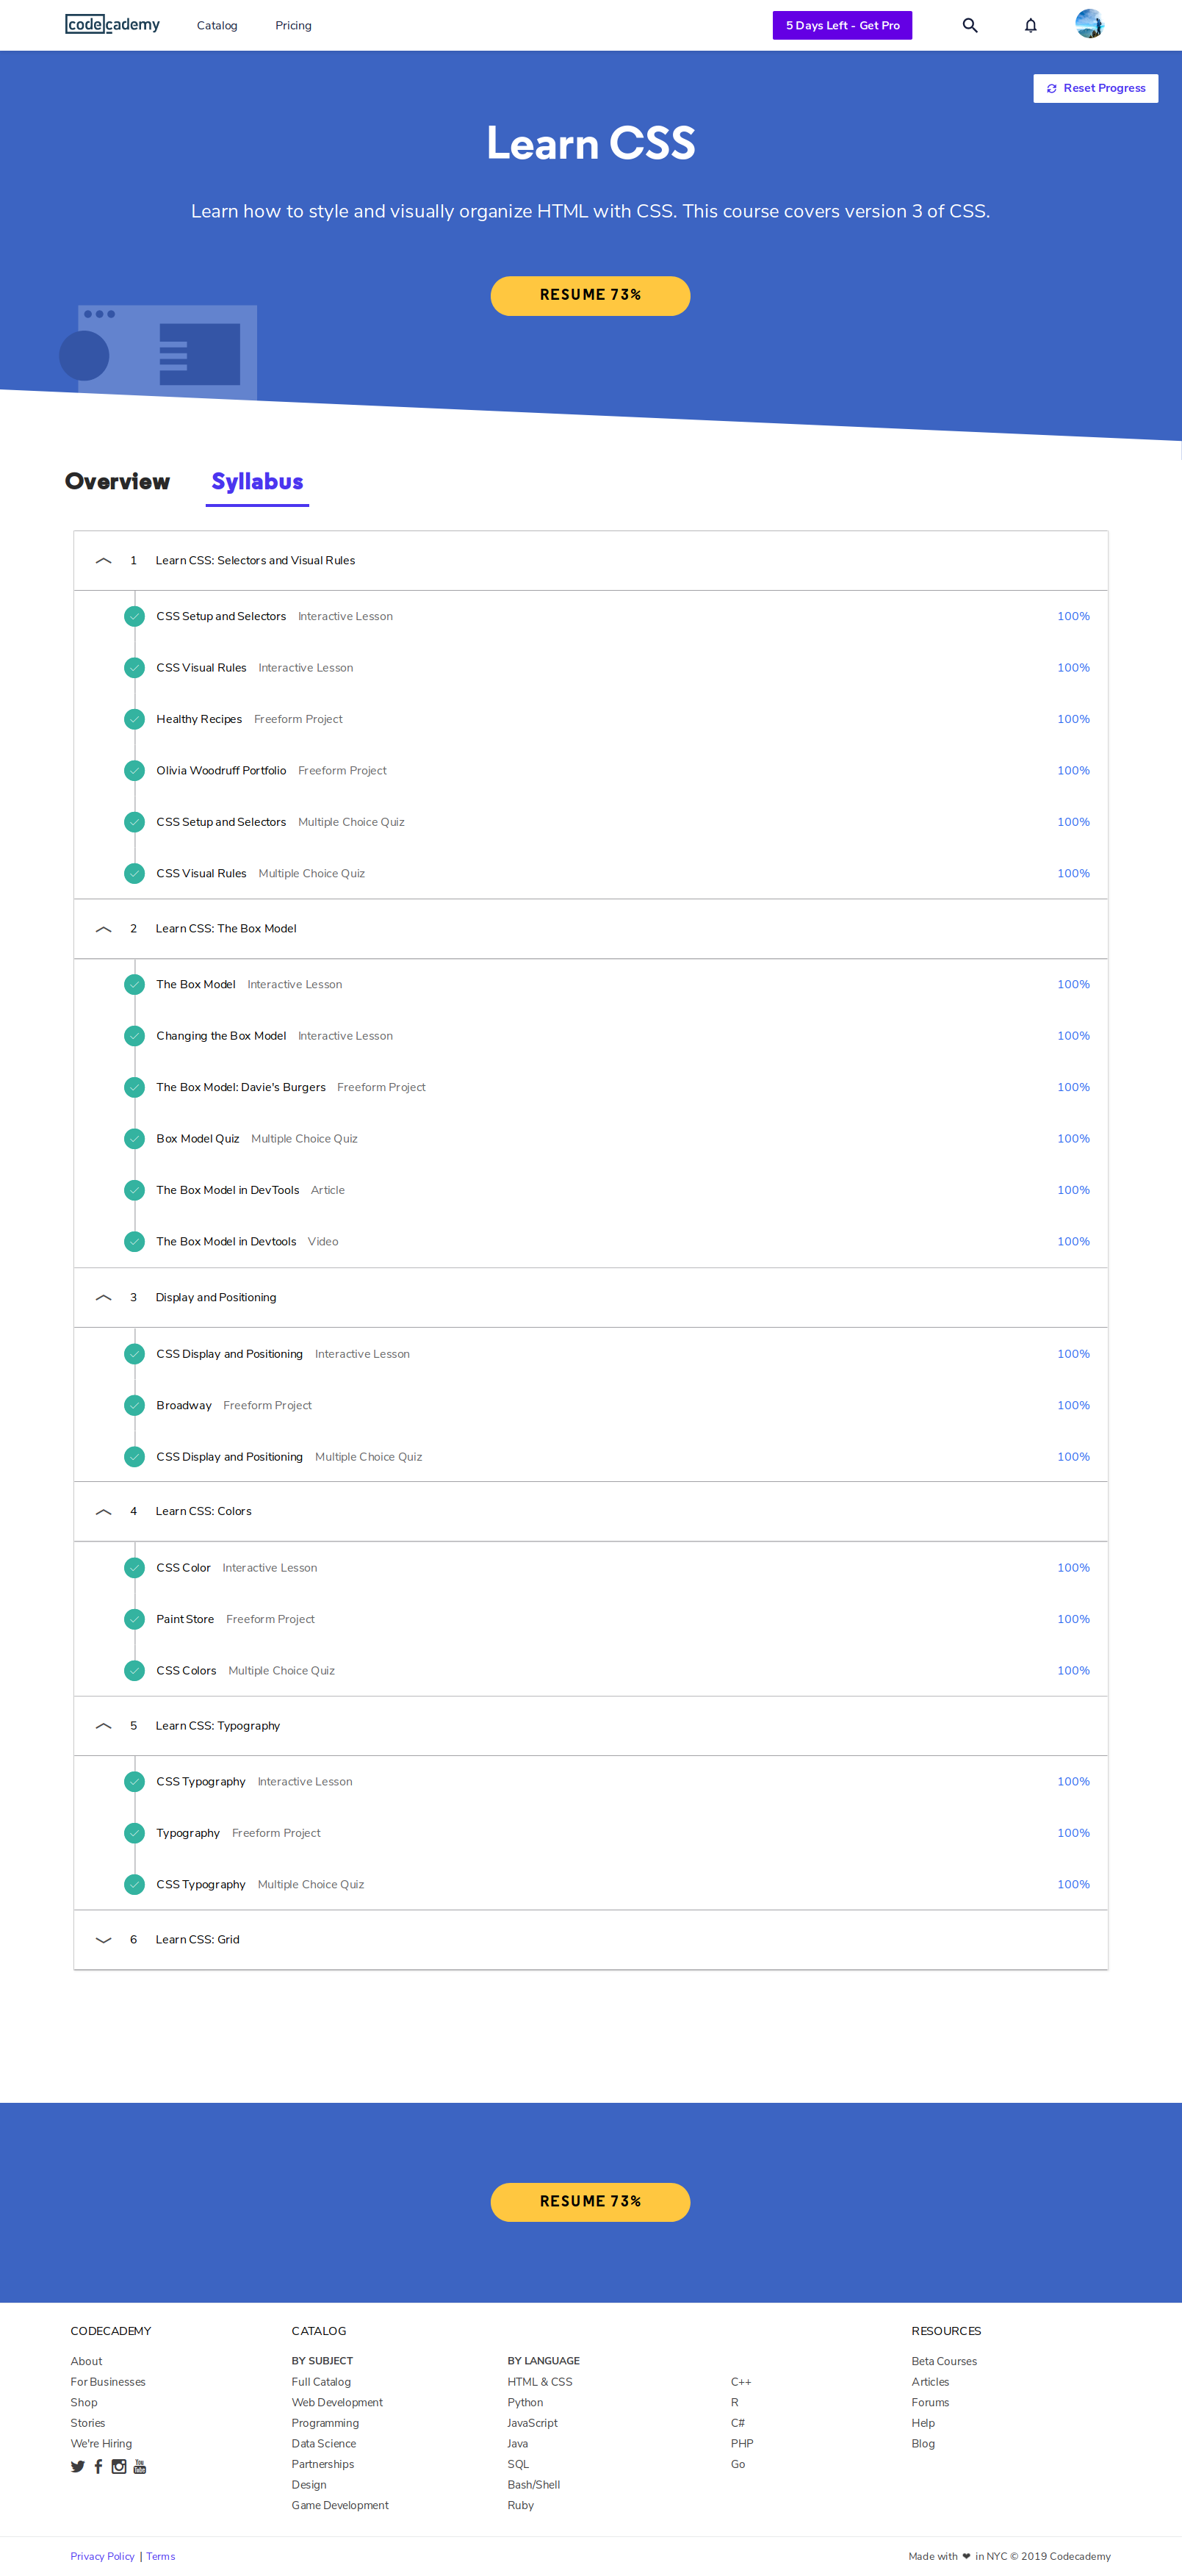 codecademy Catalog Pricing 5 Days Left - Get Pro
Reset Progress
Learn CSS
Learn how to style and visually organize HTML with CSS. This course covers version 3 of CSS.
RESUME 73%
Overview Syllabus
1 Learn CSS: Selectors and Visual Rules
CSS Setup and Selectors Interactive Lesson 100%
CSS Visual Rules Interactive Lesson 100%
Healthy Recipes Freeform Project 100%
Olivia Woodruff Portfolio Freeform Project 100%
CSS Setup and Selectors Multiple Choice Quiz 100%
CSS Visual Rules Multiple Choice Quiz 100%
2 Learn CSS: The Box Model
The Box Model Interactive Lesson 100%
Changing the Box Model Interactive Lesson 100%
The Box Model: Davie's Burgers Freeform Project 100%
Box Model Quiz Multiple Choice Quiz 100%
The Box Model in DevTools Article 100%
The Box Model in Devtools Video 100%
3 Display and Positioning
CSS Display and Positioning Interactive Lesson 100%
Broadway Freeform Project 100%
CSS Display and Positioning Multiple Choice Quiz 100%
4 Learn CSS: Colors
CSS Color Interactive Lesson 100%
Paint Store Freeform Project 100%
CSS Colors Multiple Choice Quiz 100%
5 Learn CSS: Typography
CSS Typography Interactive Lesson 100%
Typography Freeform Project 100%
CSS Typography Multiple Choice Quiz 100%
6 Learn CSS: Grid
RESUME 73%
CODECADEMY
About
For Businesses
Shop
Stories
We're Hiring
You Tube
CATALOG
BY SUBJECT
Full Catalog
Web Development
Programming
Data Science
Partnerships
Design
Game Development
BY LANGUAGE
HTML & CSS
Python
JavaScript
Java
SQL
Bash/Shell
Ruby
C++
R
C#
PHP
Go
RESOURCES
Beta Courses
Articles
Forums
Help
Blog
Privacy Policy | Terms
Made with ❤ in NYC © 2019 Codecademy